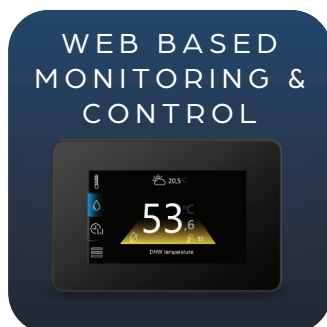 WEB BASED
MONITORING &
CONTROL
20,5°C
53,6°C
DHW temperature